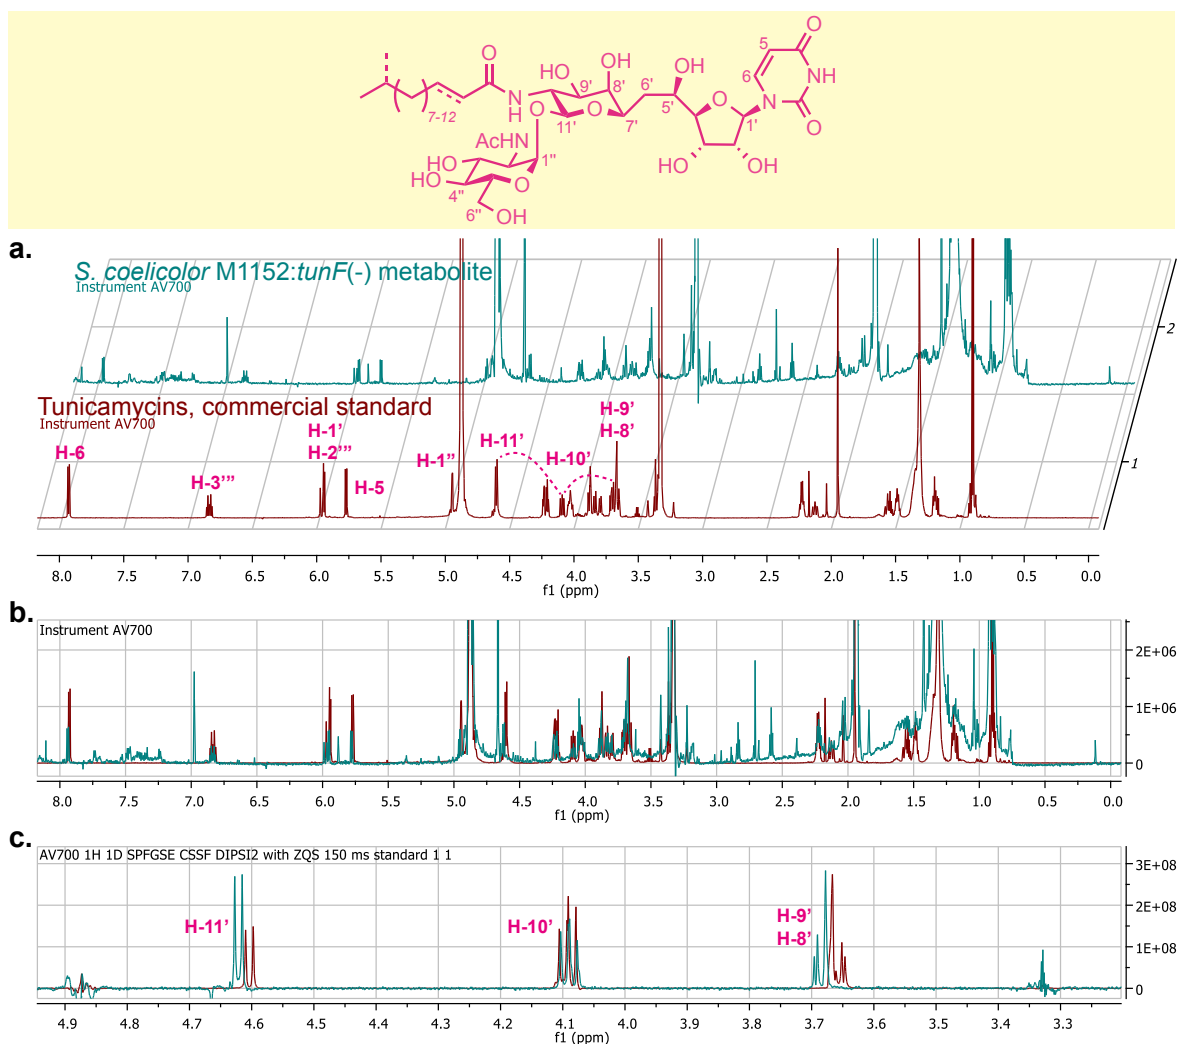 O
5
OH
OH
6
O
HO
9'
8'
6'
NH
N
H
O
O
5'
O
N
O
7-12
11'
7'
1'
AcHN
1''
HO
HO
OH
HO
O
4''
6''
OH
a.
S. coelicolor M1152:tunF(-) metabolite
Instrument AV700
2
Tunicamycins, commercial standard
Instrument AV700
H-9’
H-8’
H-1’
H-2’”
H-11’
H-6
H-1”
H-10’
1
H-3’”
H-5
8.0 7.5 7.0 6.5 6.0 5.5 5.0 4.5 4.0 3.5 3.0 2.5 2.0 1.5 1.0 0.5 0.0
f1 (ppm)
b.
Instrument AV700
2E+06
1E+06
0
8.0 7.5 7.0 6.5 6.0 5.5 5.0 4.5 4.0 3.5 3.0 2.5 2.0 1.5 1.0 0.5 0.0
f1 (ppm)
c.
AV700 1H 1D SPFGSE CSSF DIPSI2 with ZQS 150 ms standard 1 1
3E+08
2E+08
H-11’
H-10’
H-9’
H-8’
1E+08
0
4.9 4.8 4.7 4.6 4.5 4.4 4.3 4.2 4.1 4.0 3.9 3.8 3.7 3.6 3.5 3.4 3.3
f1 (ppm)